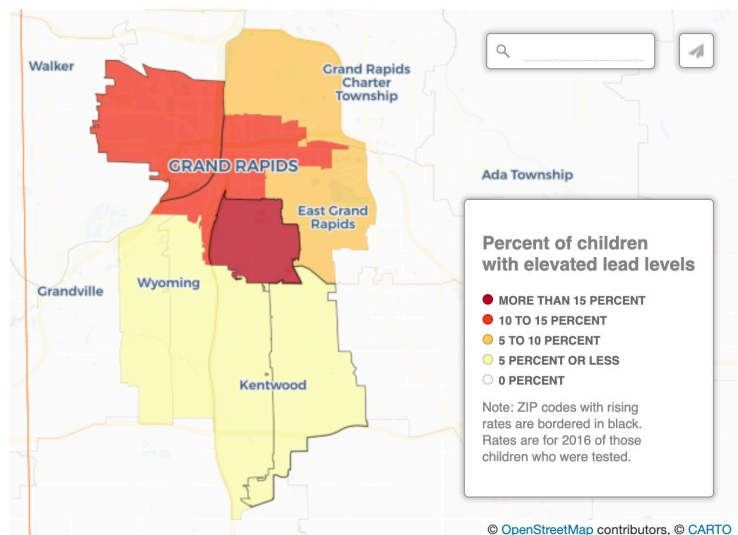 Walker
Grand Rapids
Charter
Township
GRAND RAPIDS
Ada Township
East Grand
Rapids
Wyoming
Grandville
Kentwood
Percent of children
with elevated lead levels
MORE THAN 15 PERCENT
10 TO 15 PERCENT
5 TO 10 PERCENT
5 PERCENT OR LESS
0 PERCENT
Note: ZIP codes with rising
rates are bordered in black.
Rates are for 2016 of those
children who were tested.
© OpenStreetMap contributors, © CARTO